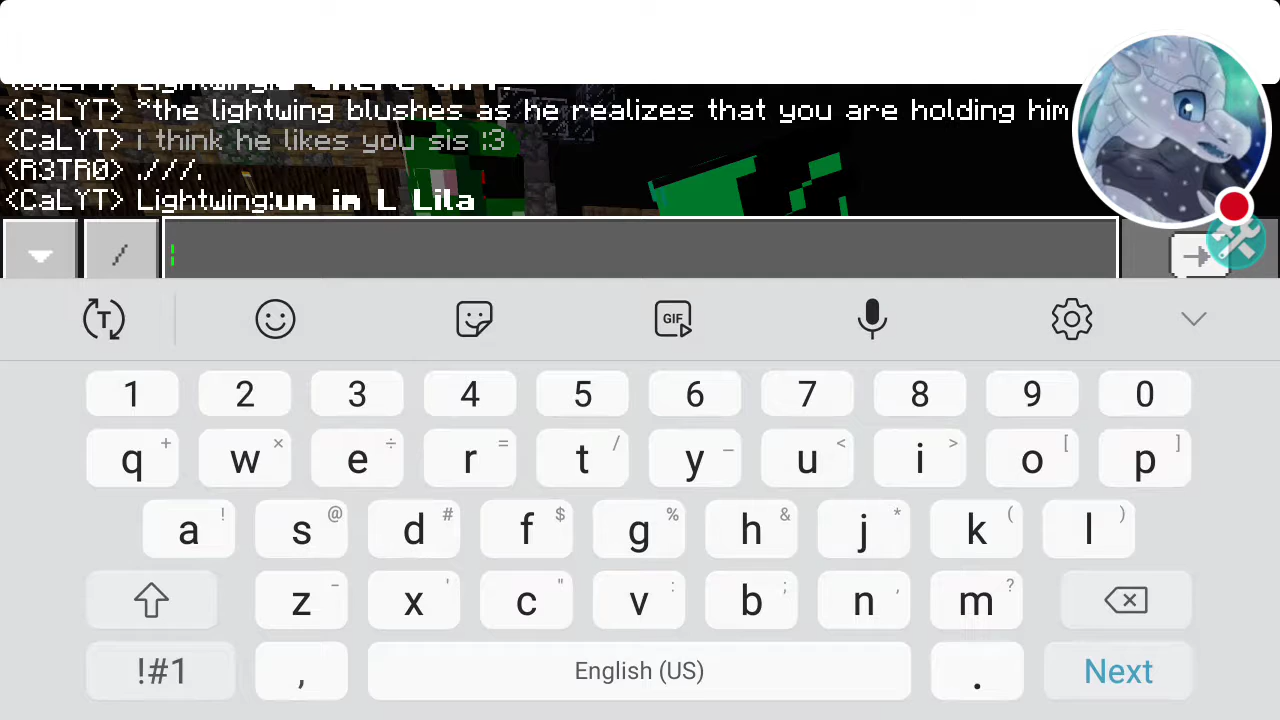 <CaLYT> *the lightwing blushes as he realizes that you are holding him
<CaLYT> i think he likes you sis :3
<R3TR0> .///.
<CaLYT> Lightwing:um in L Lila
/
T
GIF
1 2 3 4 5 6 7 8 9 0
q + w × e ÷ r = t / y _ u < i > o [ p ]
a ! s @ d # f $ g % h & j * k ( l )
z - x ' c " v : b ; n , m ?
!#1 , English (US) . Next